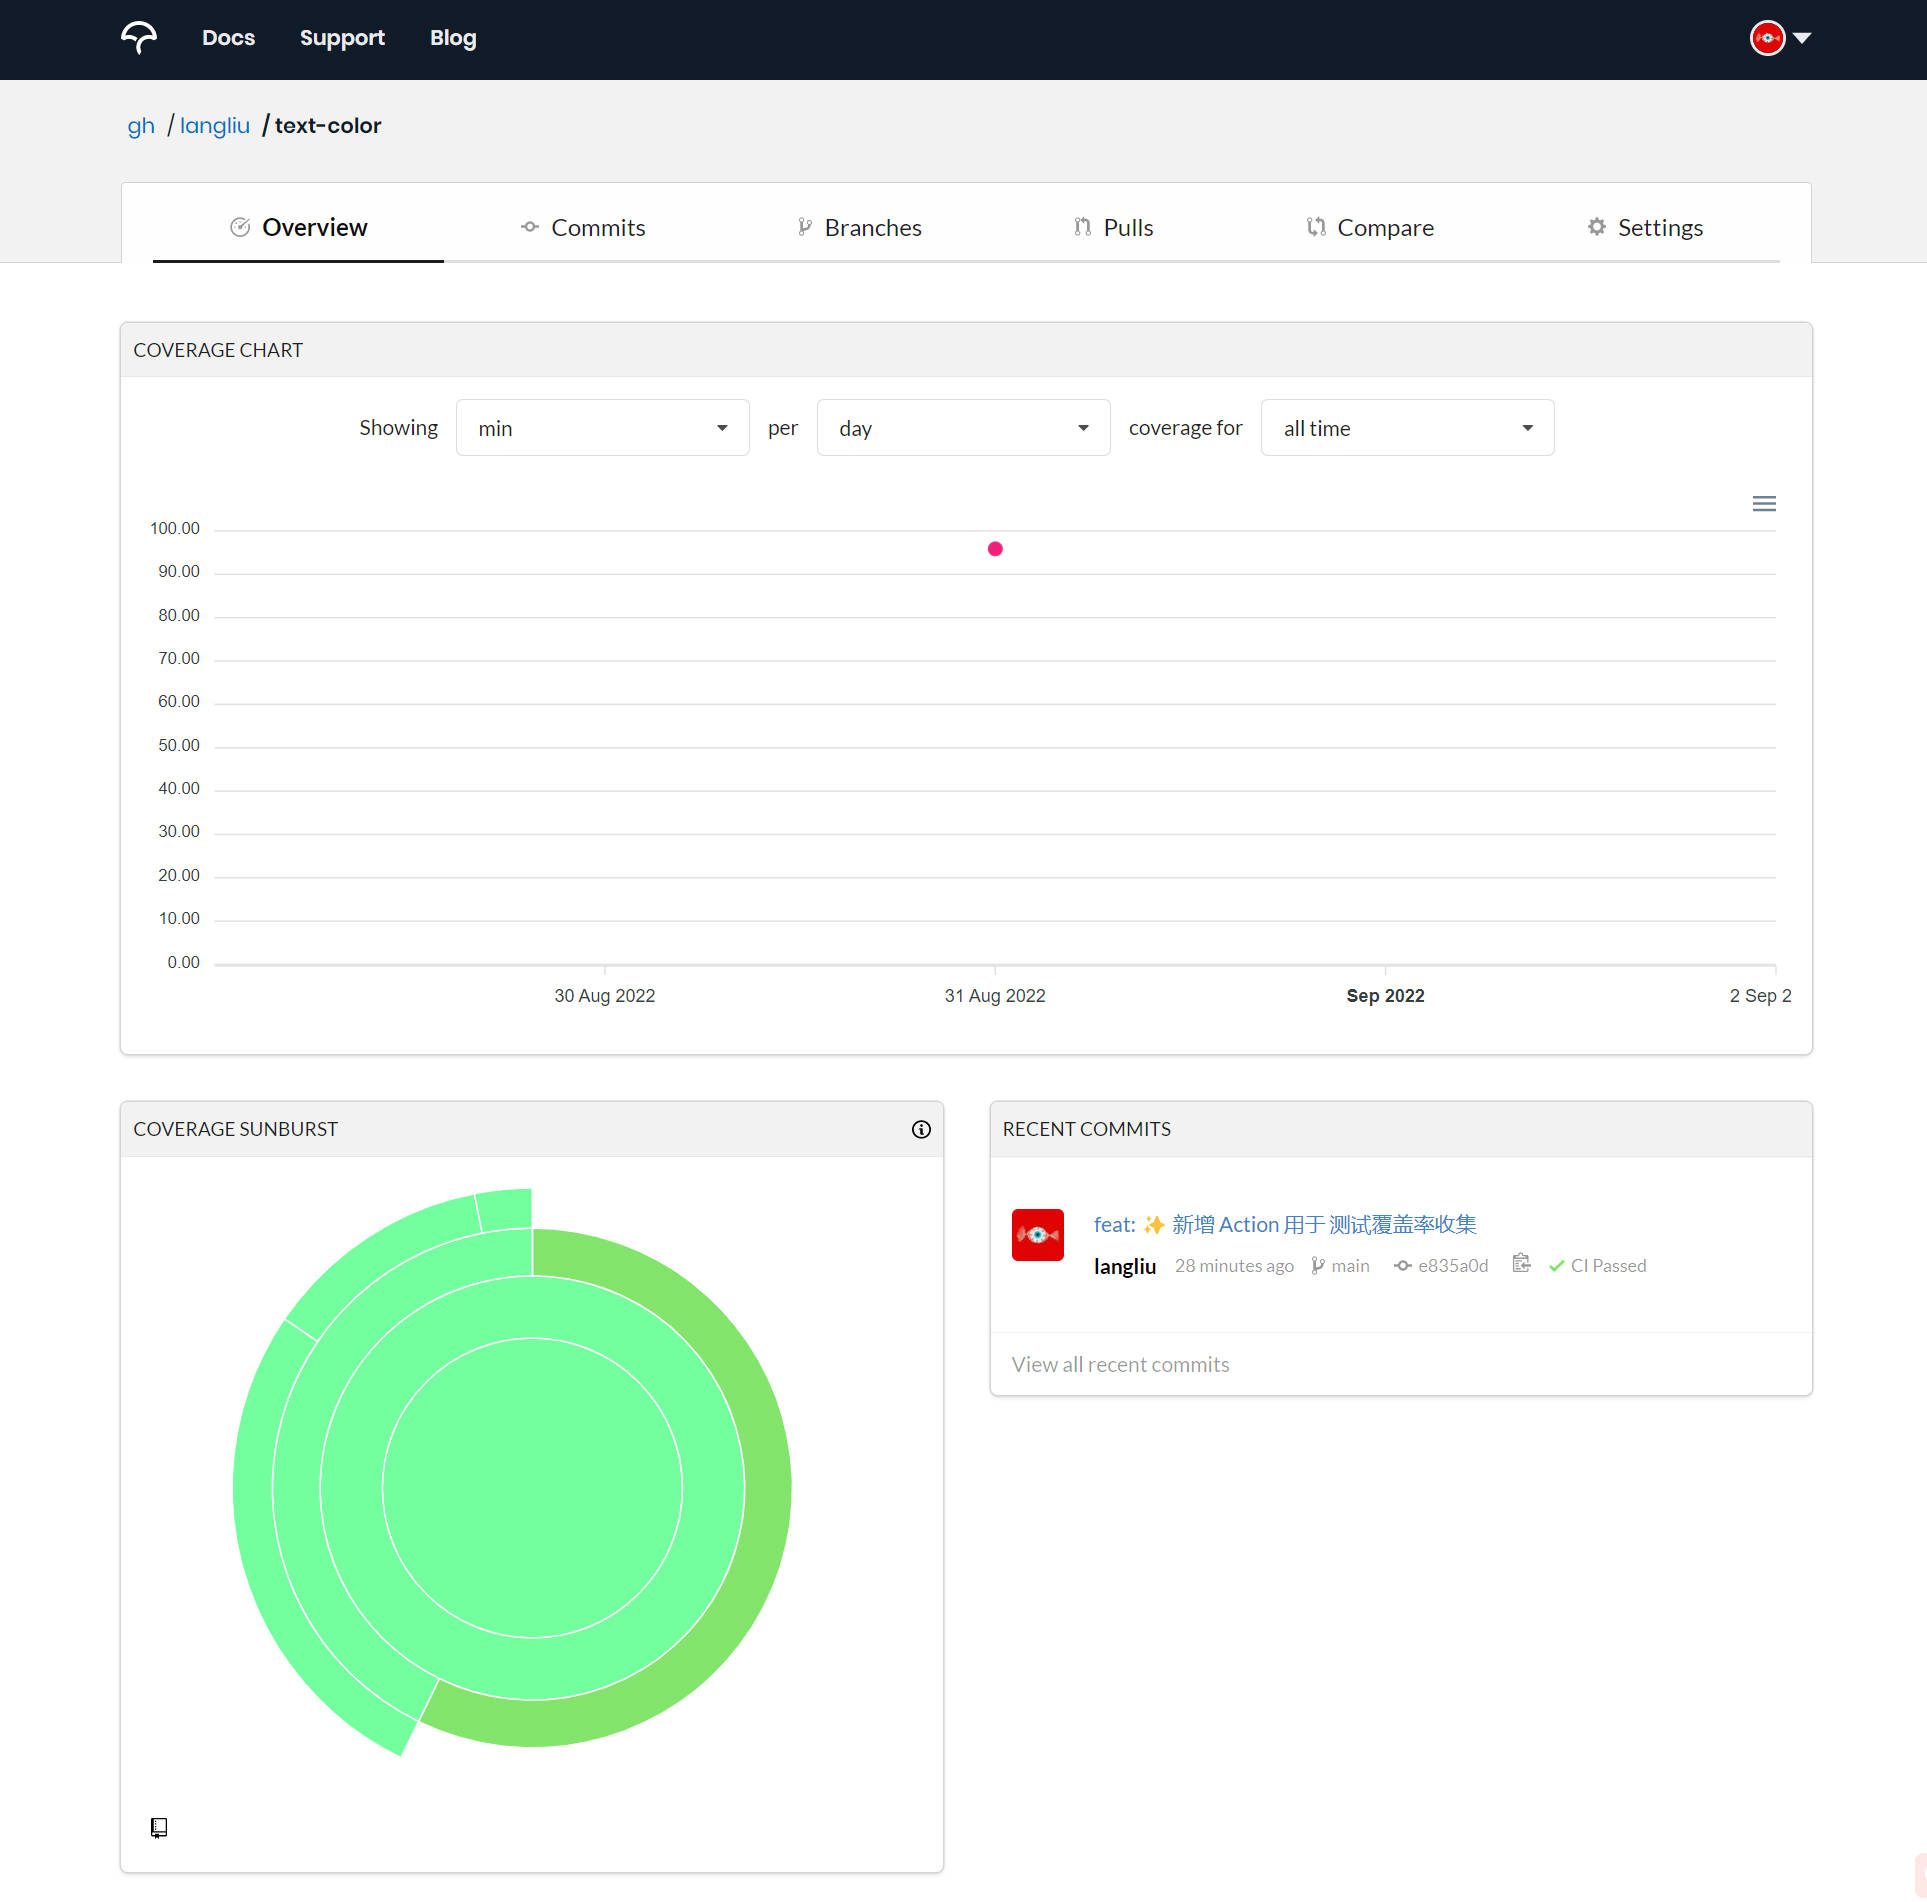 Docs Support Blog
gh / langliu / text-color
Overview Commits Branches Pulls Compare Settings
COVERAGE CHART
Showing min per day coverage for all time
100.00
90.00
80.00
70.00
60.00
50.00
40.00
30.00
20.00
10.00
0.00
30 Aug 2022 31 Aug 2022 Sep 2022 2 Sep 2
COVERAGE SUNBURST
RECENT COMMITS
feat: ✨ 新增 Action 用于 测试覆盖率收集
langliu 28 minutes ago main e835a0d CI Passed
View all recent commits